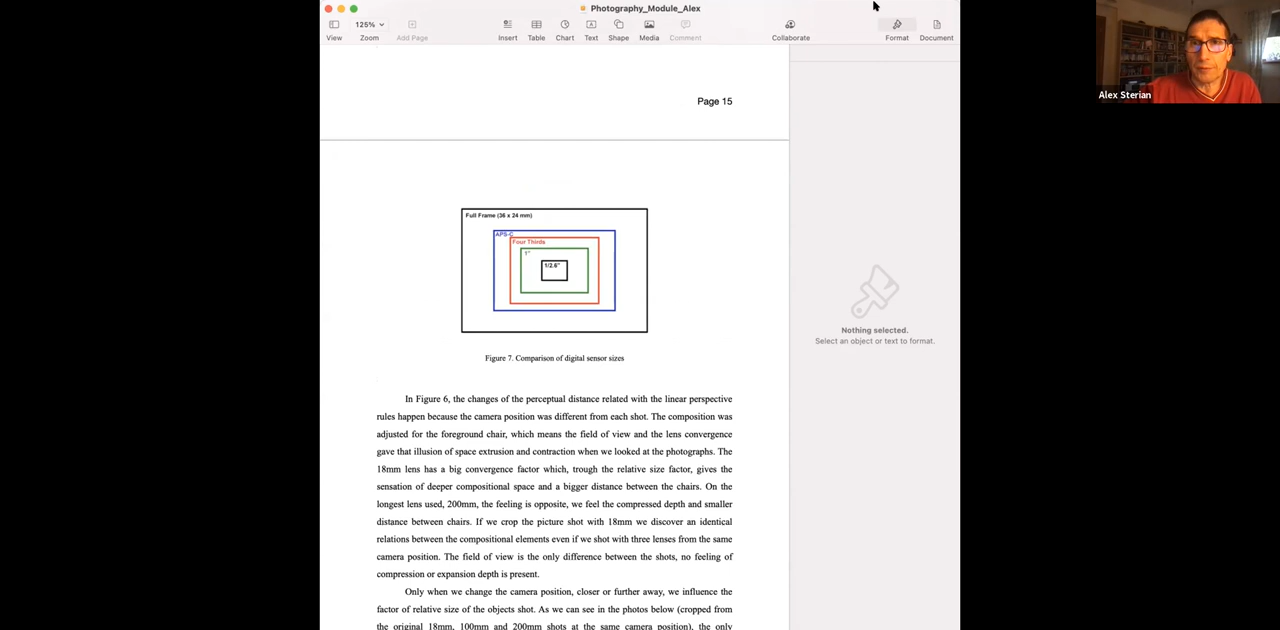 Photography_Module_Alex
125%
View
Zoom
Add Page
Insert
Table
Chart
Text
Shape
Media
Comment
Collaborate
Format
Document
Alex Sterian
Page 15
Full Frame (36 x 24 mm)
APS-C
Four Thirds
1"
1/2.6"
Figure 7. Comparison of digital sensor sizes
Nothing selected.
Select an object or text to format.
In Figure 6, the changes of the perceptual distance related with the linear perspective
rules happen because the camera position was different from each shot. The composition was
adjusted for the foreground chair, which means the field of view and the lens convergence
gave that illusion of space extrusion and contraction when we looked at the photographs. The
18mm lens has a big convergence factor which, trough the relative size factor, gives the
sensation of deeper compositional space and a bigger distance between the chairs. On the
longest lens used, 200mm, the feeling is opposite, we feel the compressed depth and smaller
distance between chairs. If we crop the picture shot with 18mm we discover an identical
relations between the compositional elements even if we shot with three lenses from the same
camera position. The field of view is the only difference between the shots, no feeling of
compression or expansion depth is present.
Only when we change the camera position, closer or further away, we influence the
factor of relative size of the objects shot. As we can see in the photos below (cropped from
the original 18mm, 100mm and 200mm shots at the same camera position), the only